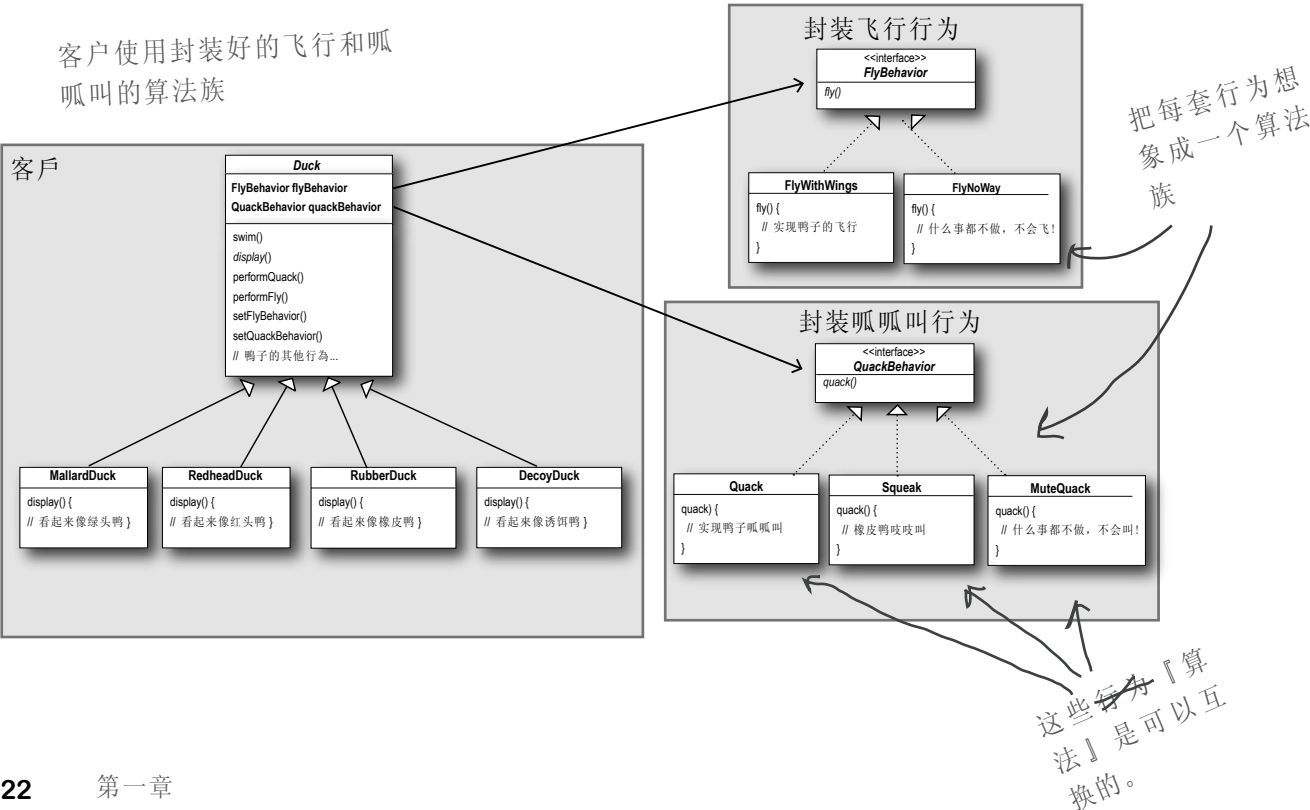 客户使用封装好的飞行和呱
呱叫的算法族
客戶
Duck
FlyBehavior flyBehavior
QuackBehavior quackBehavior
swim()
display()
performQuack()
performFly()
setFlyBehavior()
setQuackBehavior()
// 鴨子的其他行為...
MallardDuck
display() {
// 看起来像绿头鸭 }
RedheadDuck
display() {
// 看起来像红头鸭 }
RubberDuck
display() {
// 看起来像橡皮鸭 }
DecoyDuck
display() {
// 看起来像诱饵鸭 }
封装飞行行为
<<interface>>
FlyBehavior
fly()
FlyWithWings
fly() {
// 实现鸭子的飞行
}
FlyNoWay
fly() {
// 什么事都不做，不会飞！
}
把每套行为想
象成一个算法
族
封装呱呱叫行为
<<interface>>
QuackBehavior
quack()
Quack
quack) {
// 实现鸭子呱呱叫
}
Squeak
quack() {
// 橡皮鸭吱吱叫
}
MuteQuack
quack() {
// 什么事都不做，不会叫！
}
这些行为『算
法』是可以互
换的。
22 第一章